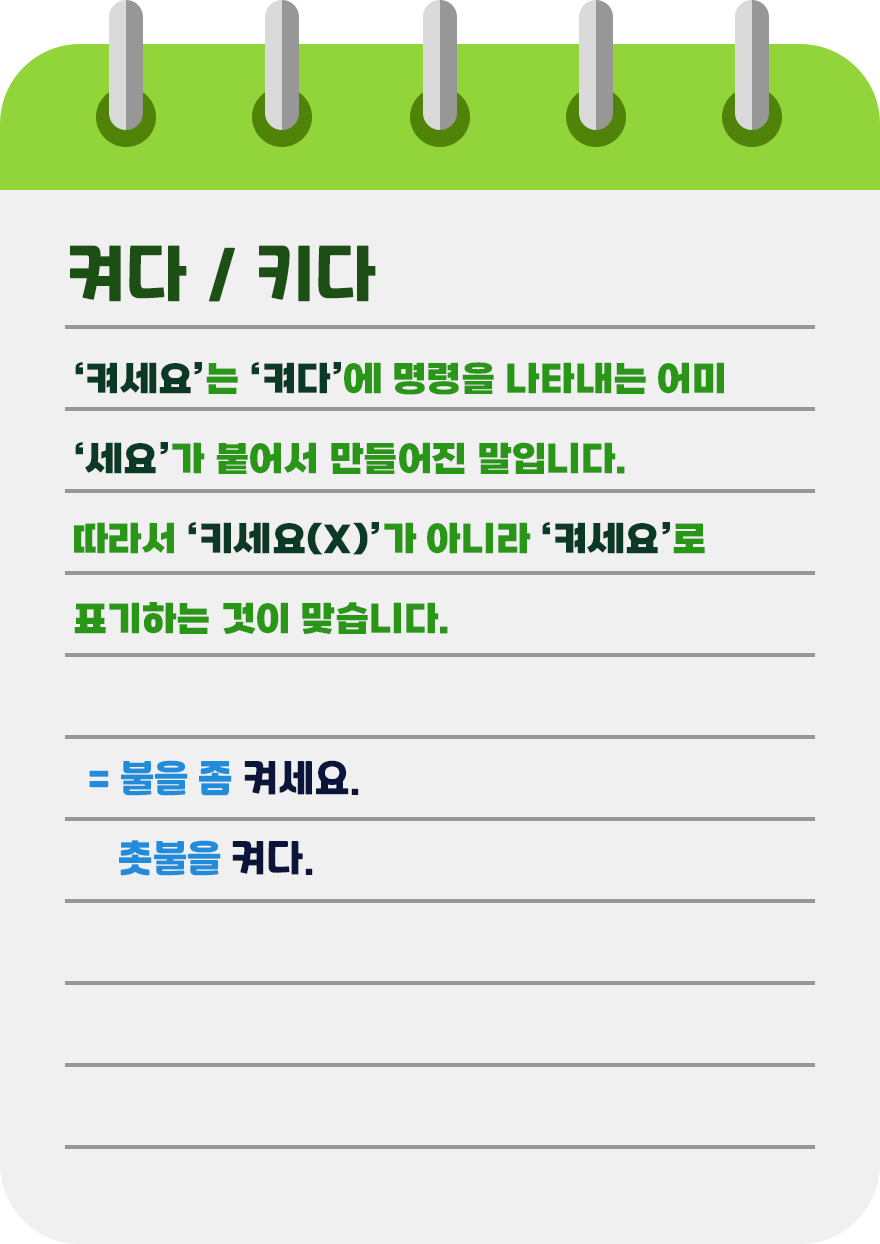 켜다 / 키다
‘켜세요’는 ‘켜다’에 명령을 나타내는 어미
‘세요’가 붙어서 만들어진 말입니다.
따라서 ‘키세요(X)’가 아니라 ‘켜세요’로
표기하는 것이 맞습니다.
= 불을 좀 켜세요.
촛불을 켜다.